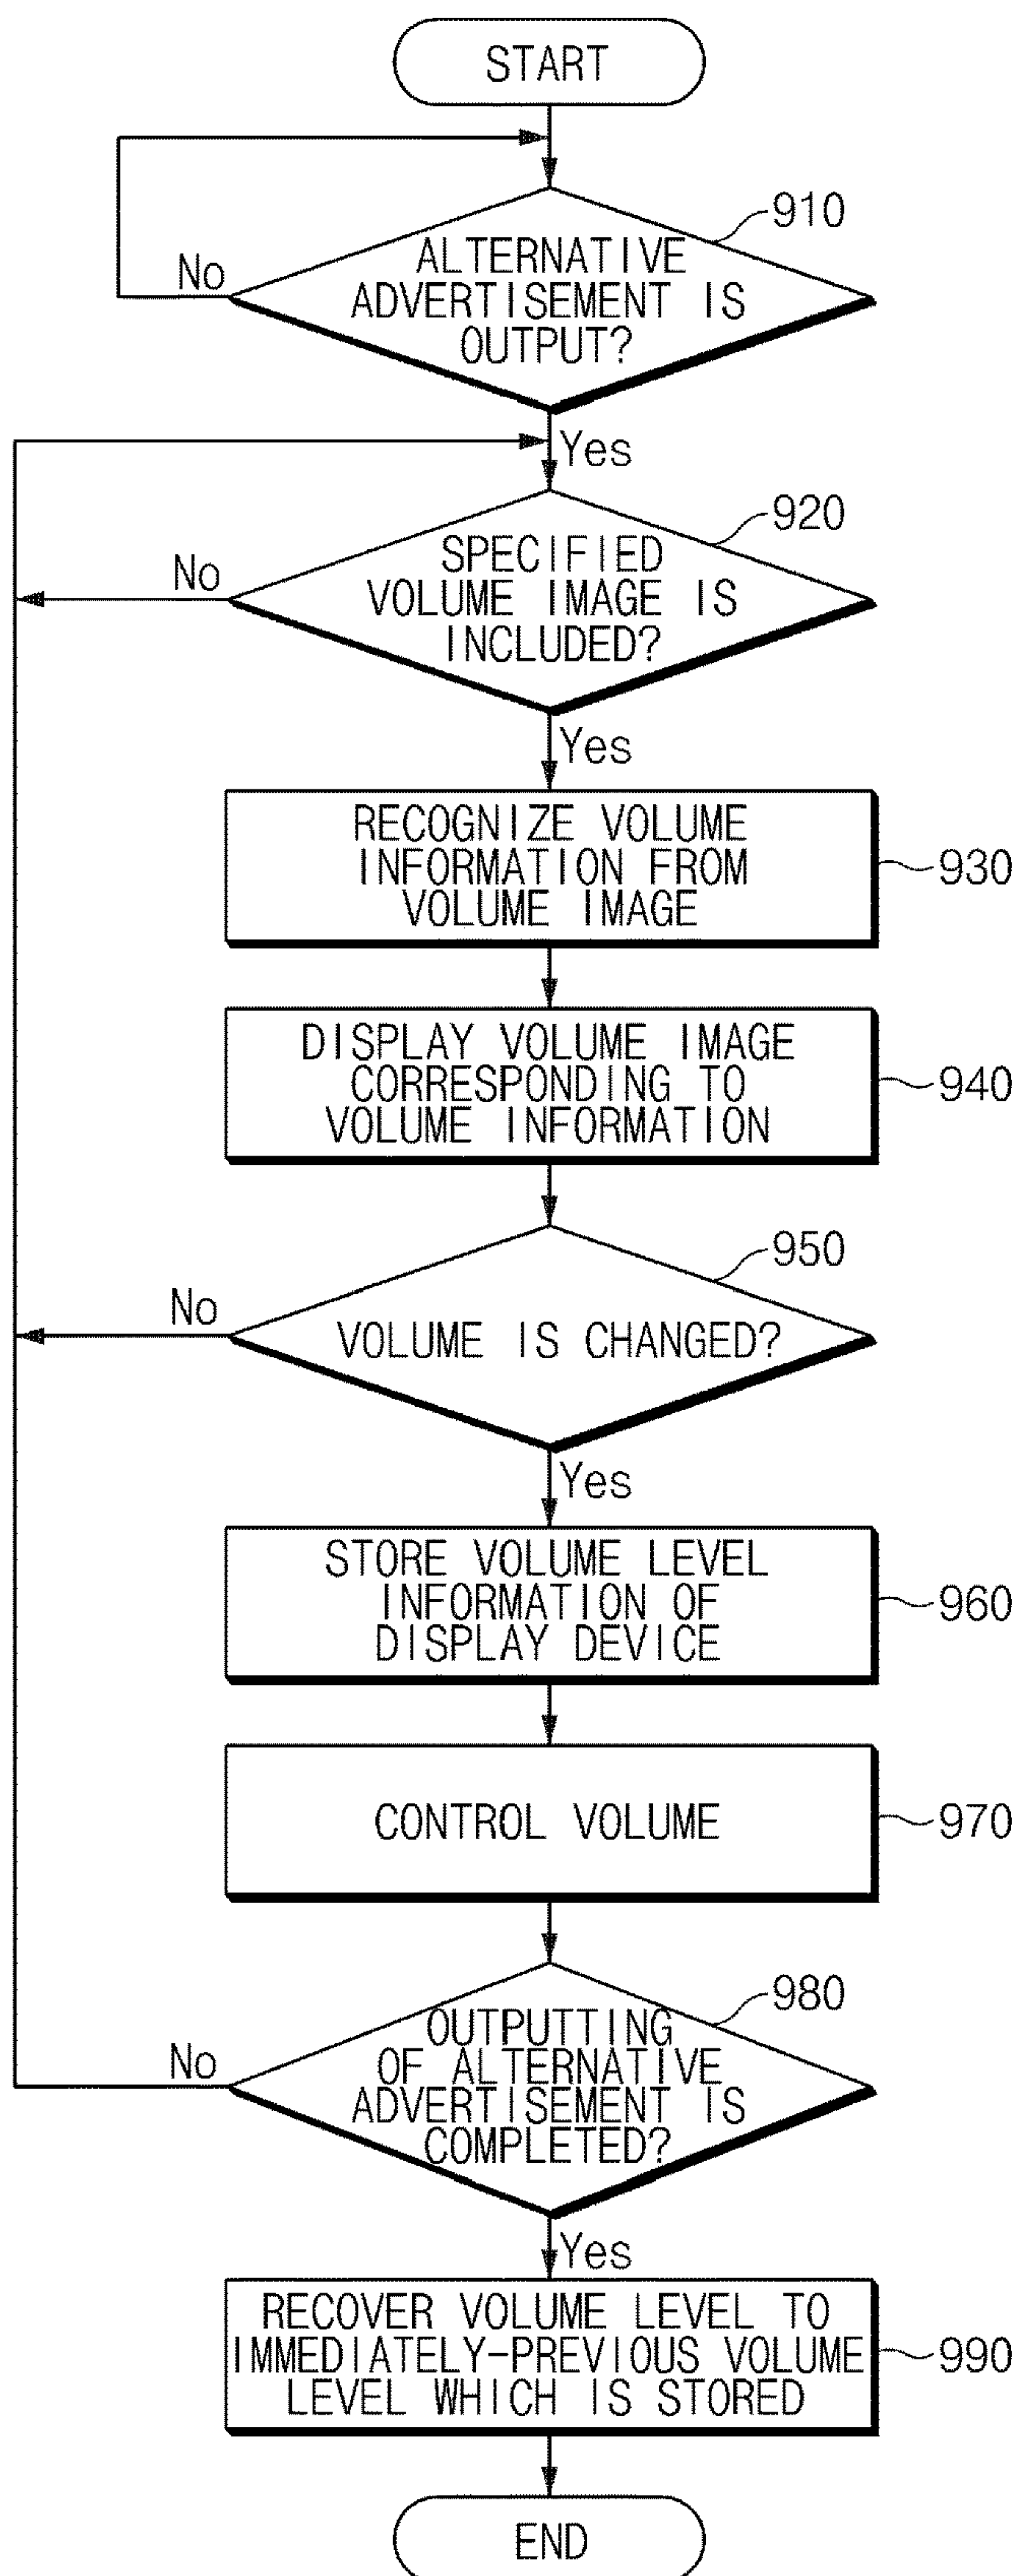 START
910
ALTERNATIVE
ADVERTISEMENT IS
OUTPUT?
No
Yes
920
SPECIFIED
VOLUME IMAGE IS
INCLUDED?
No
Yes
RECOGNIZE VOLUME
INFORMATION FROM
VOLUME IMAGE
930
DISPLAY VOLUME IMAGE
CORRESPONDING TO
VOLUME INFORMATION
940
950
No
VOLUME IS CHANGED?
Yes
STORE VOLUME LEVEL
INFORMATION OF
DISPLAY DEVICE
960
CONTROL VOLUME
970
980
OUTPUTTING
OF ALTERNATIVE
ADVERTISEMENT IS
COMPLETED?
No
Yes
RECOVER VOLUME LEVEL TO
IMMEDIATELY-PREVIOUS VOLUME
LEVEL WHICH IS STORED
990
END